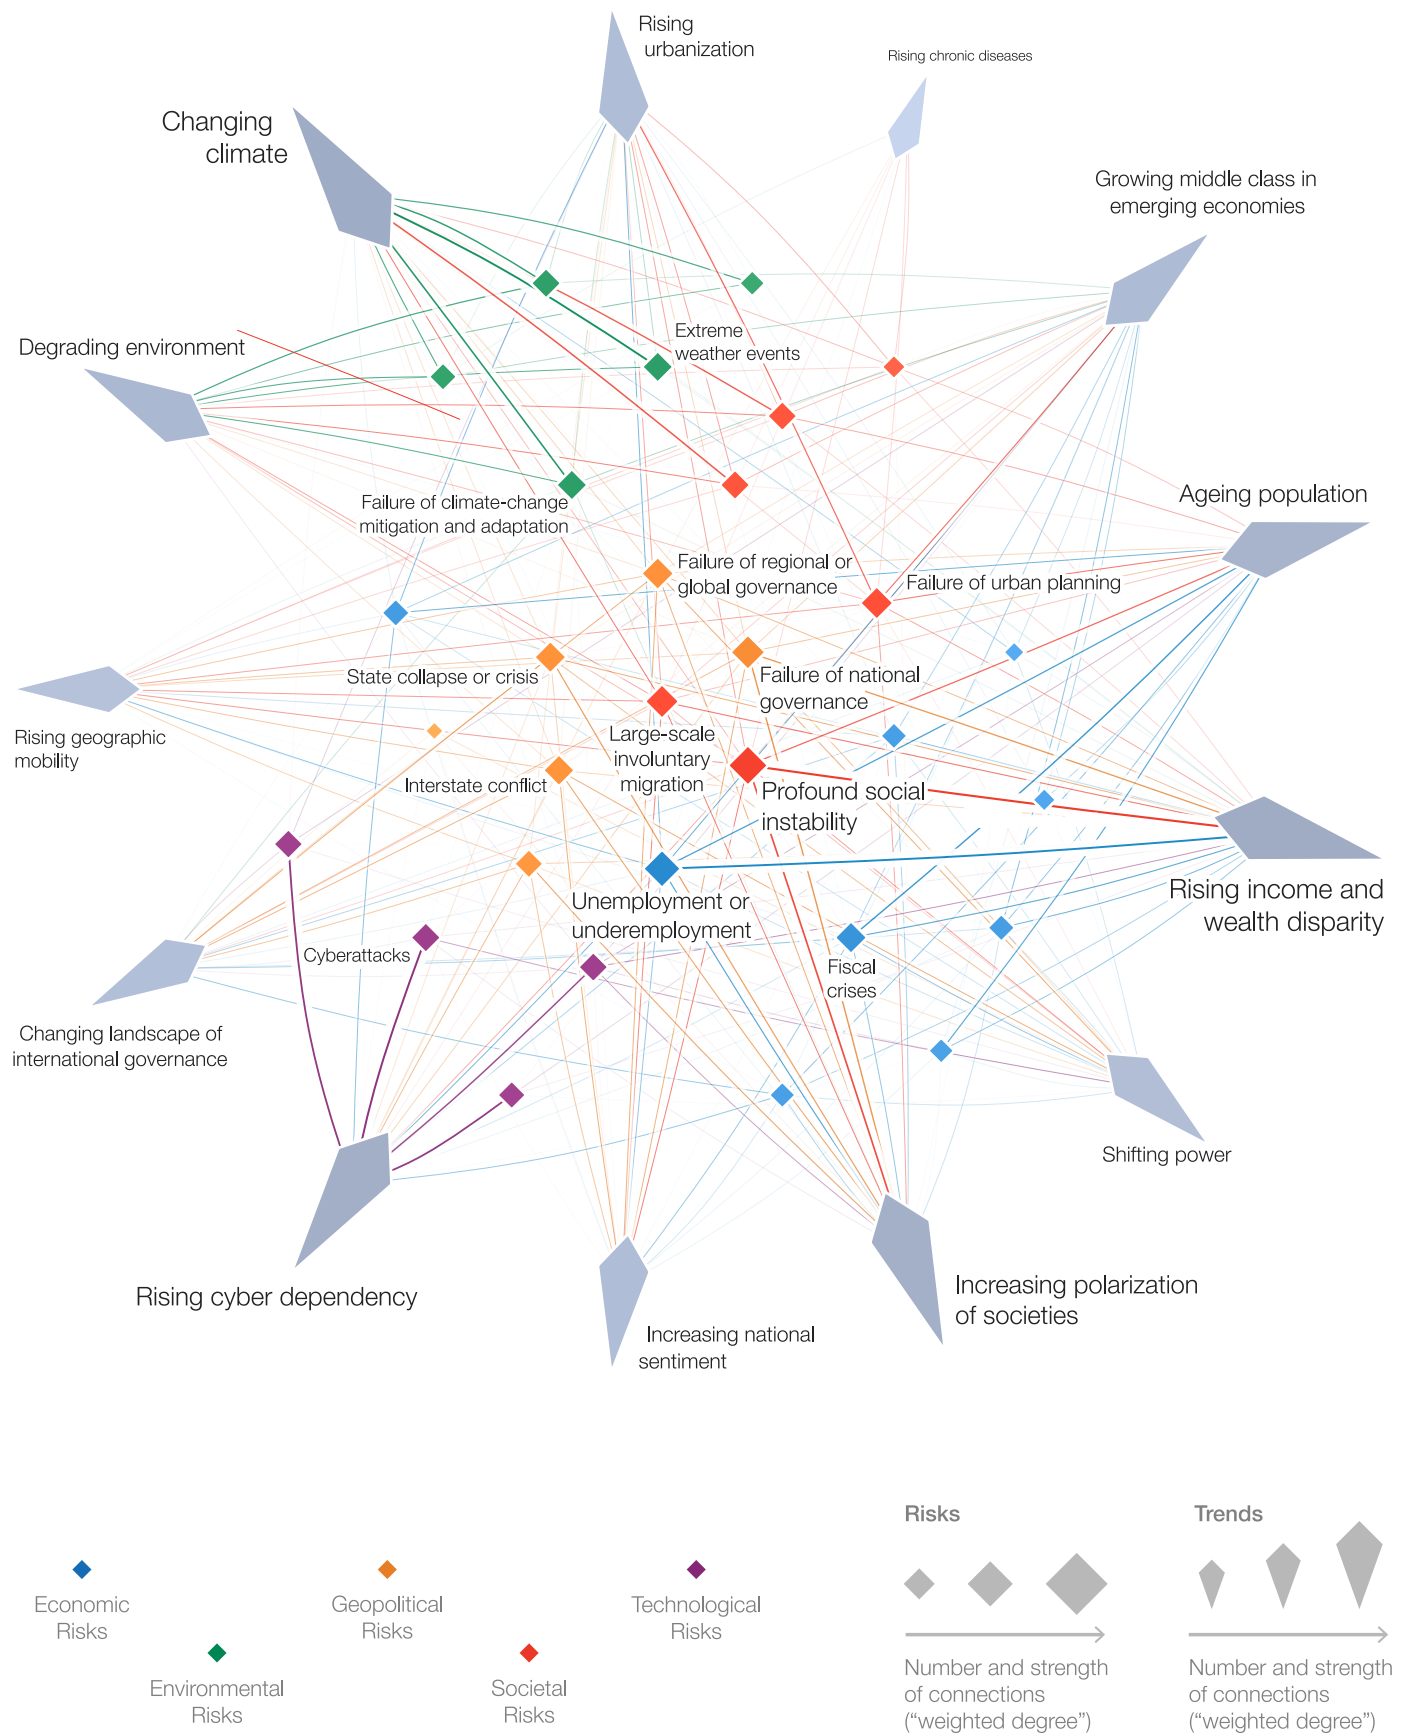 Rising
urbanization
Rising chronic diseases
Changing
climate
Growing middle class in
emerging economies
Degrading environment
Extreme
weather events
Ageing population
Failure of climate-change
mitigation and adaptation
Failure of regional or
global governance
Failure of urban planning
State collapse or crisis
Failure of national
governance
Rising geographic
mobility
Large-scale
involuntary
migration
Interstate conflict
Profound social
instability
Rising income and
wealth disparity
Unemployment or
underemployment
Cyberattacks
Fiscal
crises
Changing landscape of
international governance
Shifting power
Rising cyber dependency
Increasing polarization
of societies
Increasing national
sentiment
Risks
Trends
Economic
Risks
Geopolitical
Risks
Technological
Risks
Environmental
Risks
Societal
Risks
Number and strength
of connections
(“weighted degree”)
Number and strength
of connections
(“weighted degree”)